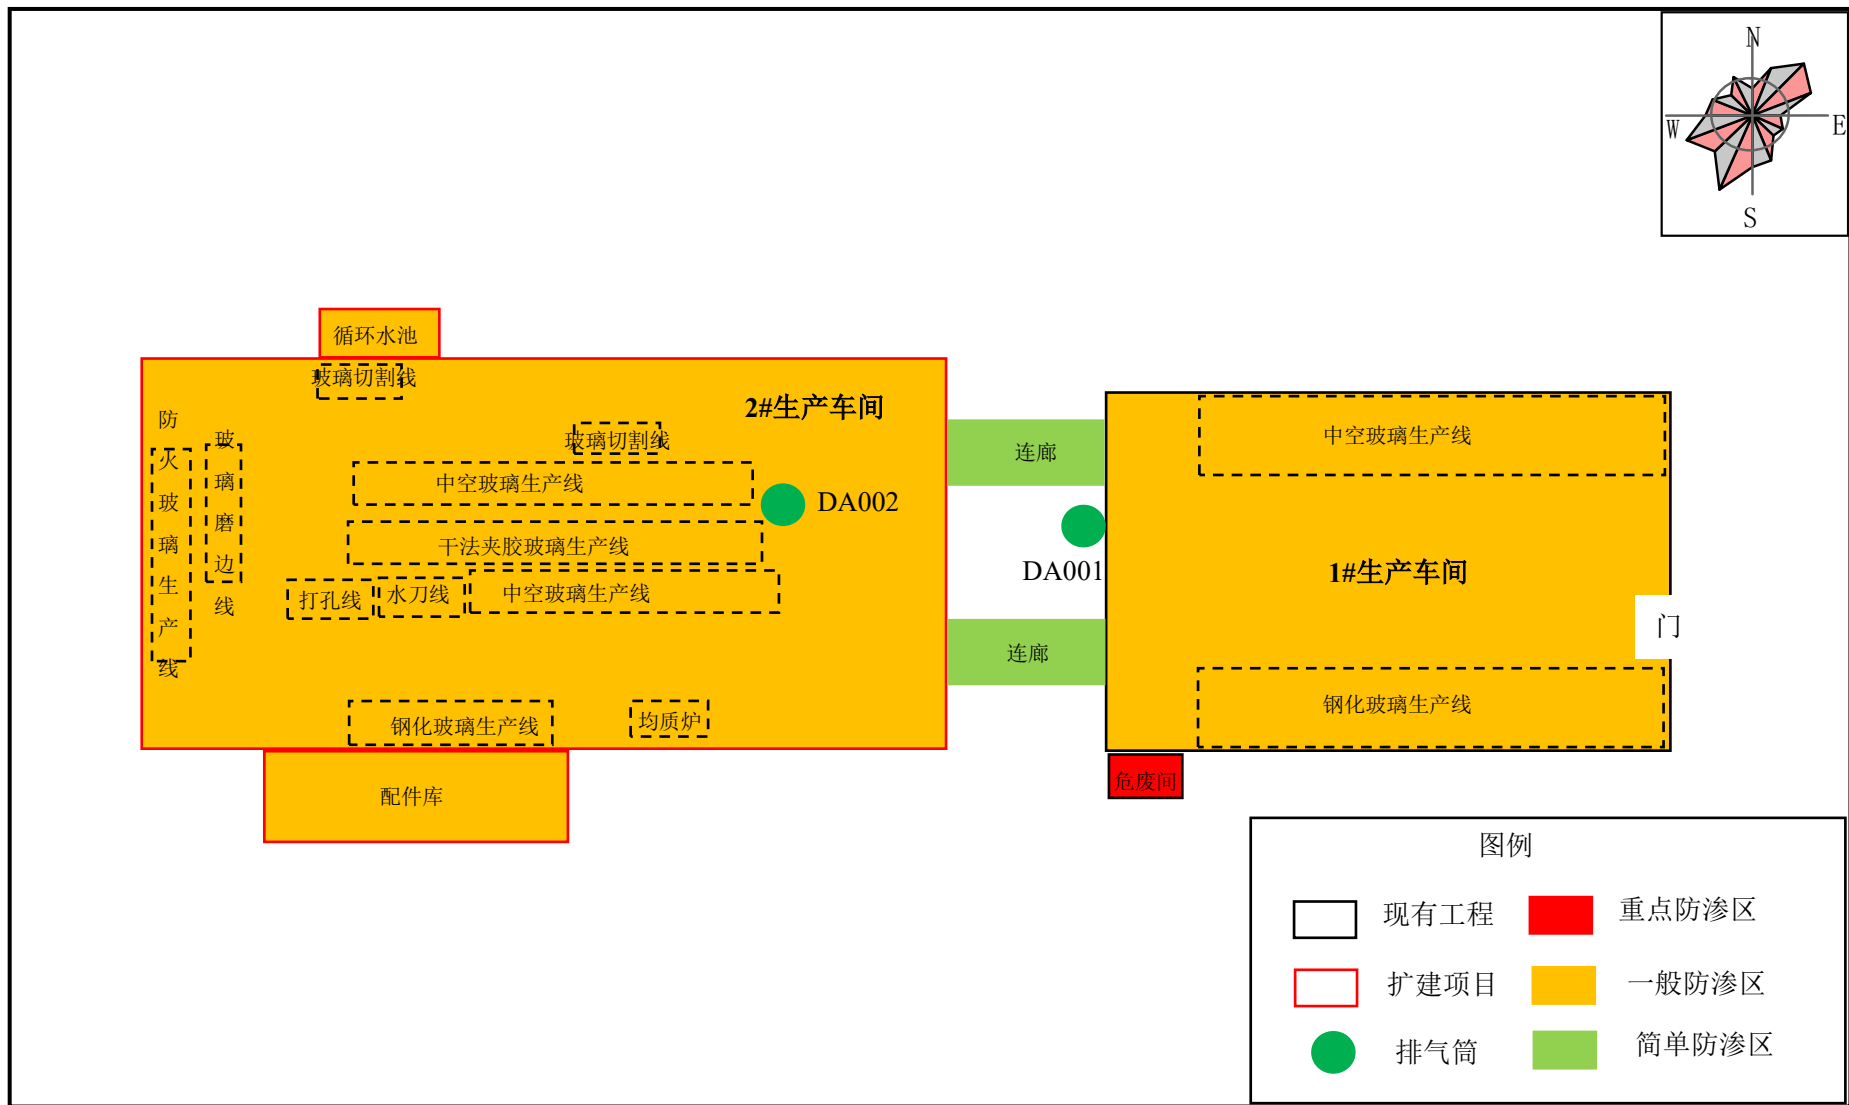 N
W
E
S
循环水池
玻璃切割线
2#生产车间
防火玻璃生产线
玻璃磨边线
玻璃切割线
中空玻璃生产线
DA002
干法夹胶玻璃生产线
打孔线
水刀线
中空玻璃生产线
钢化玻璃生产线
均质炉
配件库
连廊
DA001
连廊
中空玻璃生产线
1#生产车间
门
钢化玻璃生产线
危废间
图例
现有工程
重点防渗区
扩建项目
一般防渗区
排气筒
简单防渗区